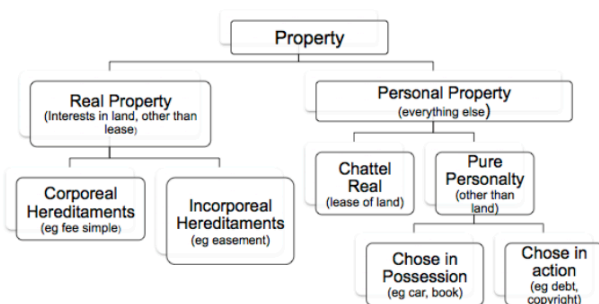 Property
Real Property
(Interests in land, other than
lease)
Personal Property
(everything else)
Corporeal
Hereditaments
(eg fee simple)
Incorporeal
Hereditaments
(eg easement)
Chattel
Real
(lease of land)
Pure
Personalty
(other than
land)
Chose in
Possession
(eg car, book)
Chose in
action
(eg debt,
copyright)